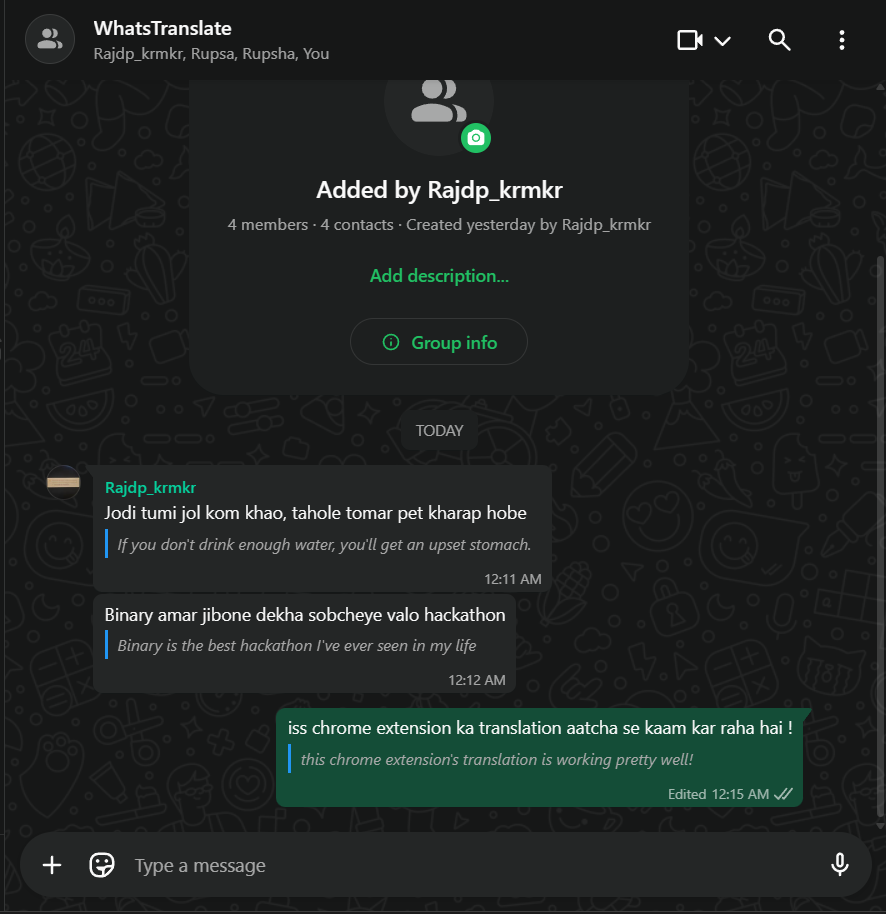 WhatsTranslate
Rajdp_krmkr, Rupsa, Rupsha, You
Added by Rajdp_krmkr
4 members · 4 contacts · Created yesterday by Rajdp_krmkr
Add description...
Group info
TODAY
Rajdp_krmkr
Jodi tumi jol kom khao, tahole tomar pet kharap hobe
If you don't drink enough water, you'll get an upset stomach.
12:11 AM
Binary amar jibone dekha sobcheye valo hackathon
Binary is the best hackathon I've ever seen in my life
12:12 AM
iss chrome extension ka translation aatcha se kaam kar raha hai !
this chrome extension's translation is working pretty well!
Edited 12:15 AM
Type a message